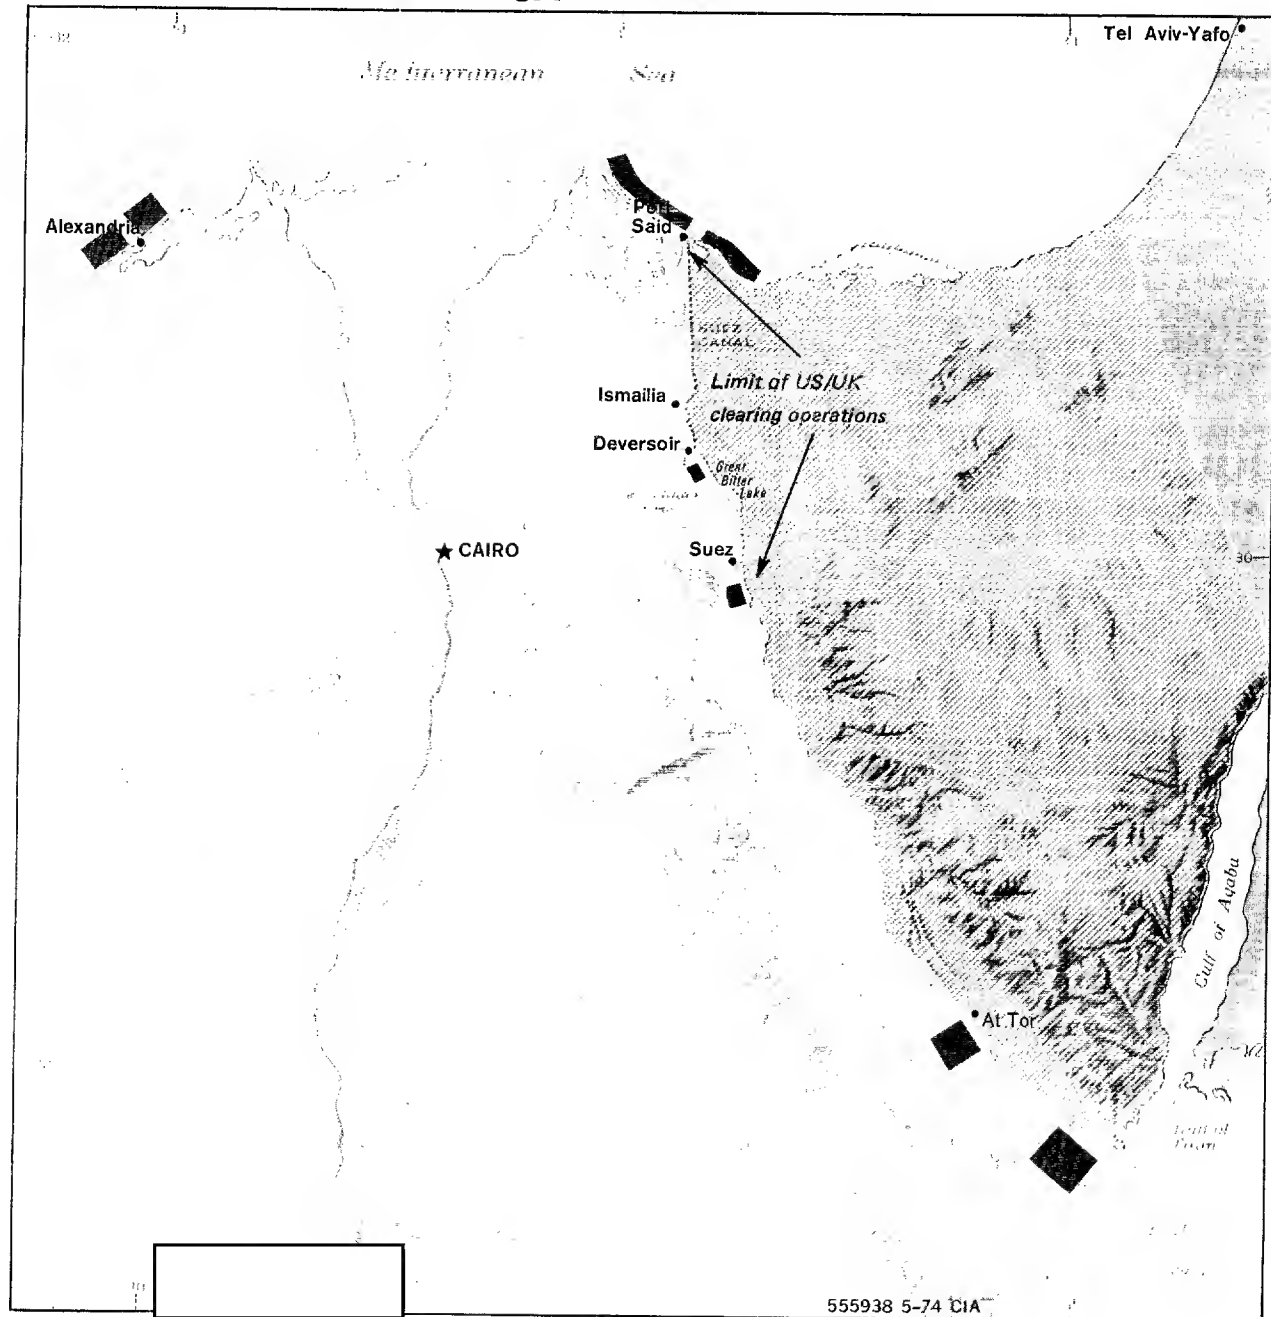 Tel Aviv-Yafo
Mediterranean Sea
Alexandria
Port
Said
SUEZ
CANAL
Ismailia
Limit of US/UK
clearing operations
Deversoir
Great
Bitter
Lake
CAIRO
Suez
30
Gulf of Aqaba
At Tor
555938 5-74 CIA